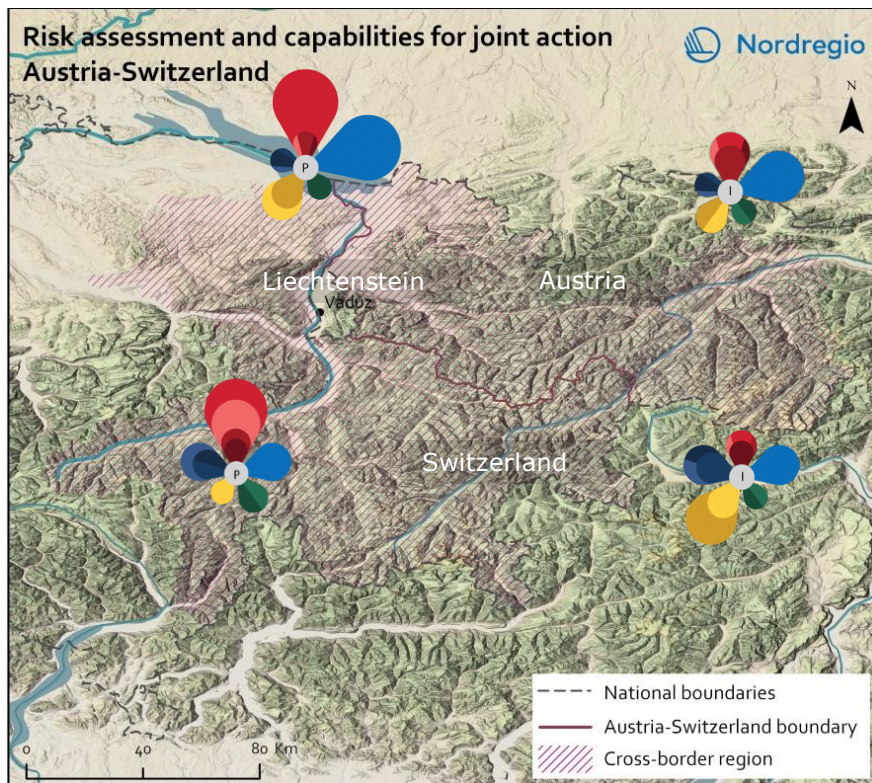 Risk assessment and capabilities for joint action
Austria-Switzerland
Nordregio
N
P
I
Liechtenstein
Austria
Vaduz
Switzerland
P
I
National boundaries
Austria-Switzerland boundary
Cross-border region
0 40 80 Km